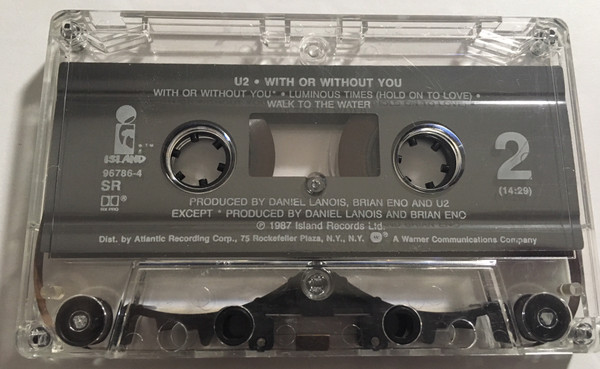 U2 • WITH OR WITHOUT YOU
WITH OR WITHOUT YOU* • LUMINOUS TIMES (HOLD ON TO LOVE) •
WALK TO THE WATER
ISLAND
96786-4
SR
2
(14:29)
PRODUCED BY DANIEL LANOIS, BRIAN ENO AND U2
EXCEPT * PRODUCED BY DANIEL LANOIS AND BRIAN ENO
℗ 1987 Island Records Ltd.
Dist. by Atlantic Recording Corp., 75 Rockefeller Plaza, N.Y., N.Y. A Warner Communications Company